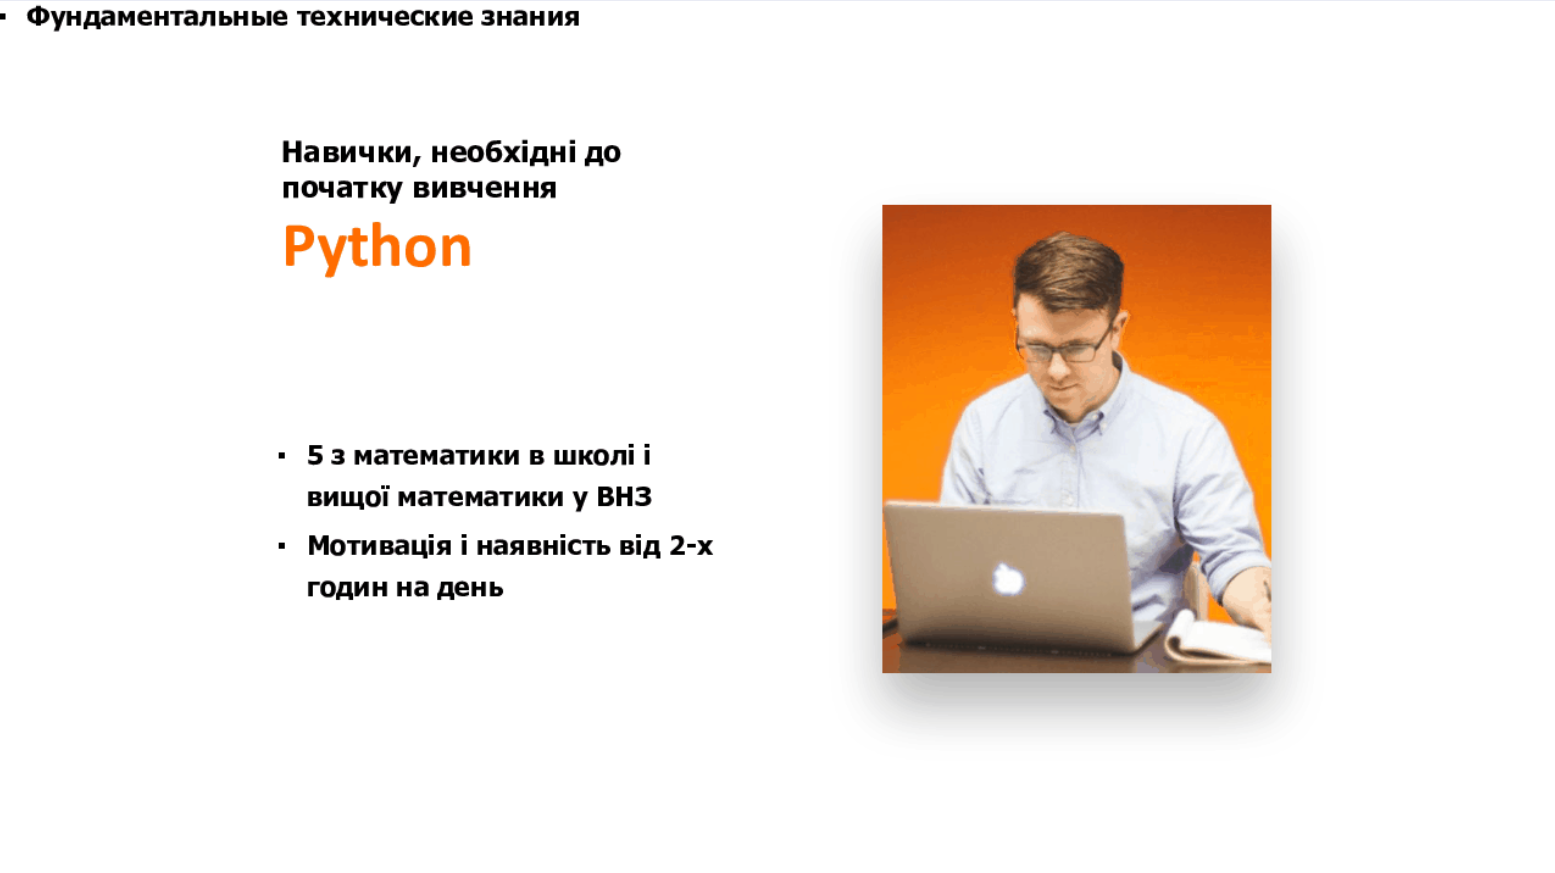 ▪ Фундаментальные технические знания
Навички, необхідні до
початку вивчення
Python
▪ 5 з математики в школі і
вищої математики у ВНЗ
▪ Мотивація і наявність від 2-х
годин на день